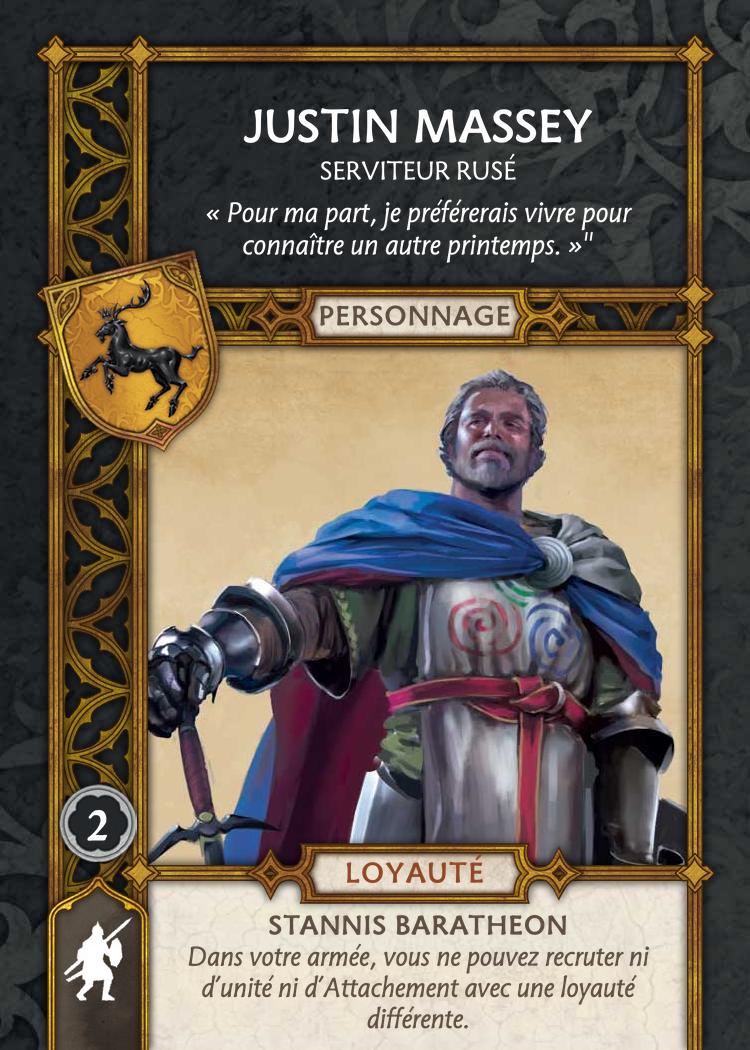 JUSTIN MASSEY
SERVITEUR RUSÉ
« Pour ma part, je préférerais vivre pour
connaître un autre printemps. »"
PERSONNAGE
2
LOYAUTÉ
STANNIS BARATHEON
Dans votre armée, vous ne pouvez recruter ni
d'unité ni d'Attachement avec une loyauté
différente.